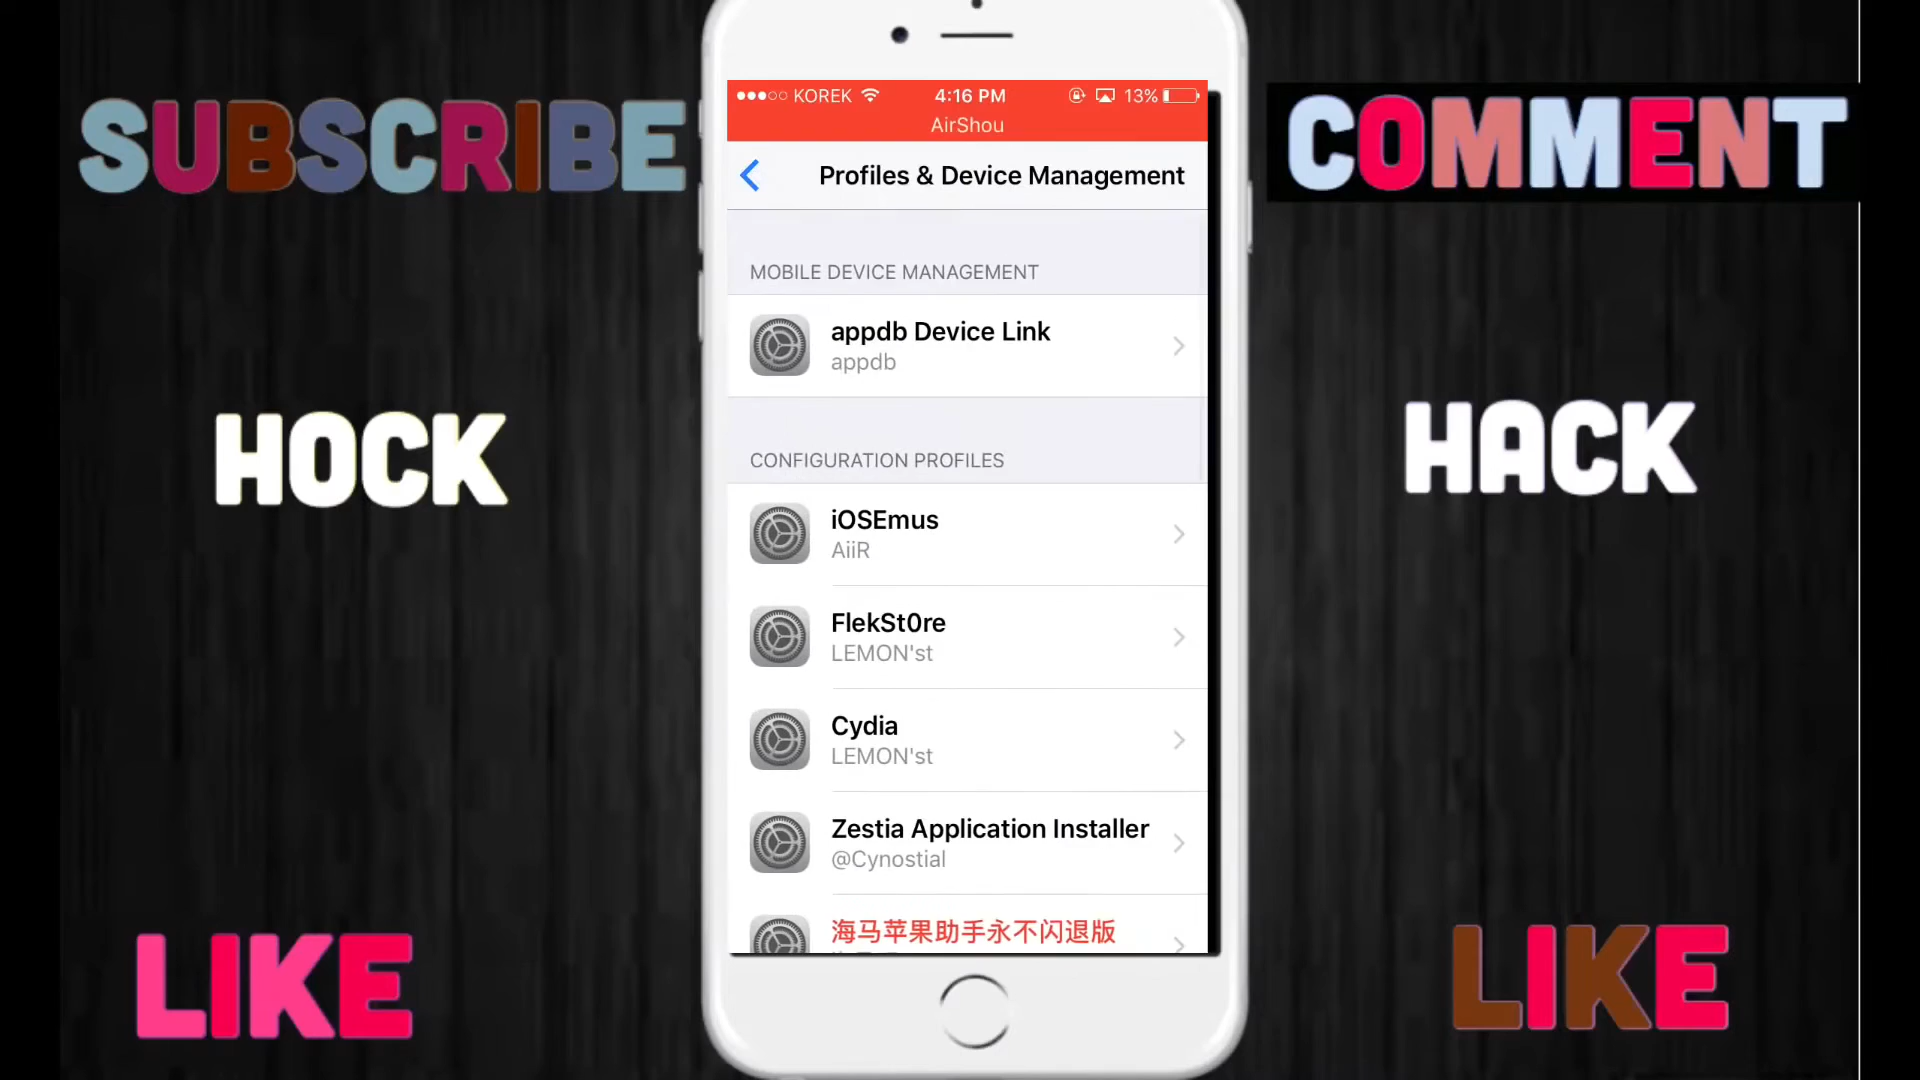 SUBSCRIBE
COMMENT
HOCK
HACK
LIKE
LIKE
KOREK 4:16 PM 13%
AirShou
Profiles & Device Management
MOBILE DEVICE MANAGEMENT
appdb Device Link
appdb
CONFIGURATION PROFILES
iOSEmus
AiiR
FlekSt0re
LEMON'st
Cydia
LEMON'st
Zestia Application Installer
@Cynostial
海马苹果助手永不闪退版